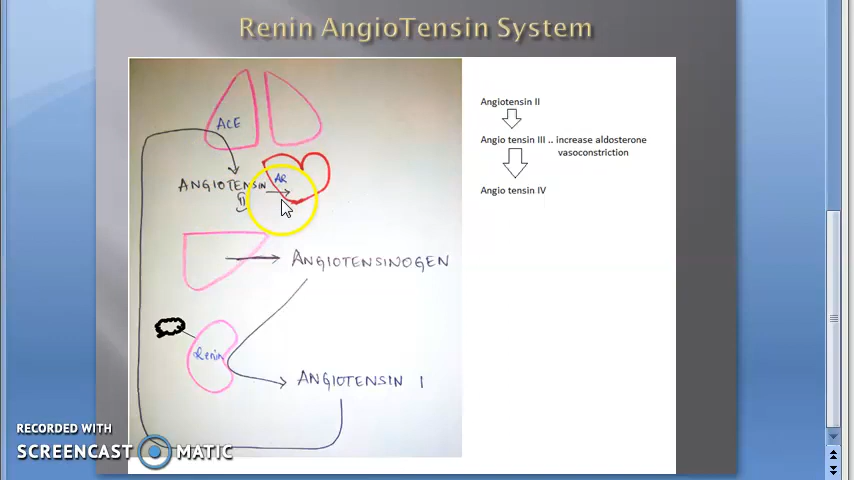 Renin AngioTensin System
ACE
ANGIOTENSIN
II
AR
ANGIOTENSINOGEN
Renin
ANGIOTENSIN I
Angiotensin II
Angio tensin III .. increase aldosterone
vasoconstriction
Angio tensin IV
RECORDED WITH
SCREENCAST MATIC